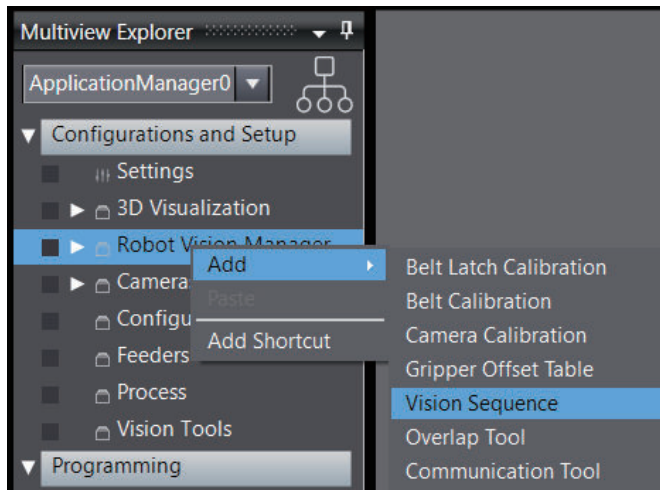 Multiview Explorer
ApplicationManager0
Configurations and Setup
Settings
3D Visualization
Robot Vision Manager
Camera
Configu
Feeders
Process
Vision Tools
Programming
Add
Paste
Add Shortcut
Belt Latch Calibration
Belt Calibration
Camera Calibration
Gripper Offset Table
Vision Sequence
Overlap Tool
Communication Tool